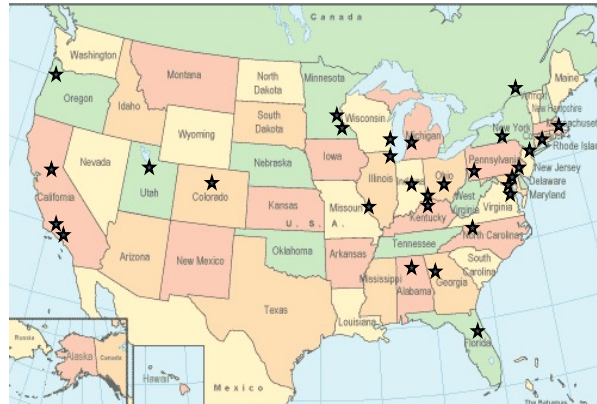 Canada
Washington
Montana
North
Dakota
Minnesota
Maine
Vermont
New Hampshire
Oregon
Idaho
South
Dakota
Wisconsin
Michigan
New York
Rhode Islan
Wyoming
Iowa
Pennsylvania
New Jersey
Nevada
Nebraska
Illinois
Ohio
Delaware
Maryland
California
Utah
Colorado
Kansas
Missouri
West
Virginia
Virginia
U. S. A.
Kentucky
North Carolina
Tennessee
Arizona
New Mexico
Oklahoma
Arkansas
South
Carolina
Mississippi
Alabama
Georgia
Texas
Louisiana
Florida
Russia
Alaska
Canada
Hawaii
Mexico
The Bahamas